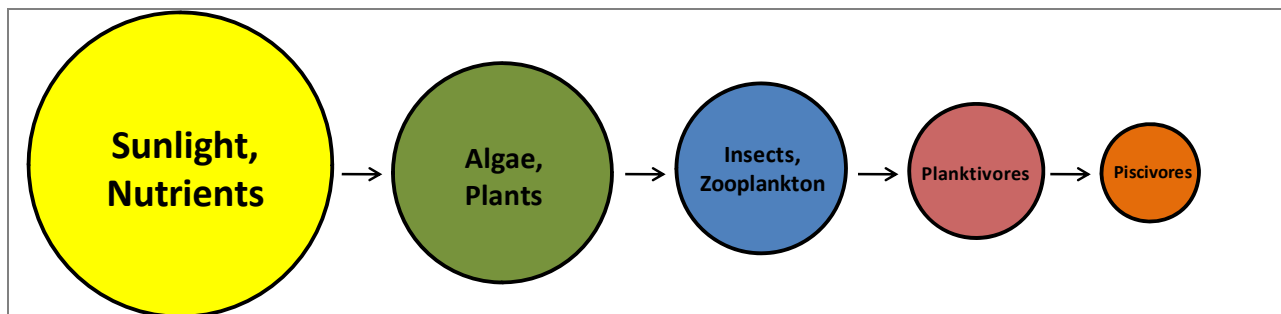 Sunlight,
Nutrients
Algae,
Plants
Insects,
Zooplankton
Planktivores
Piscivores